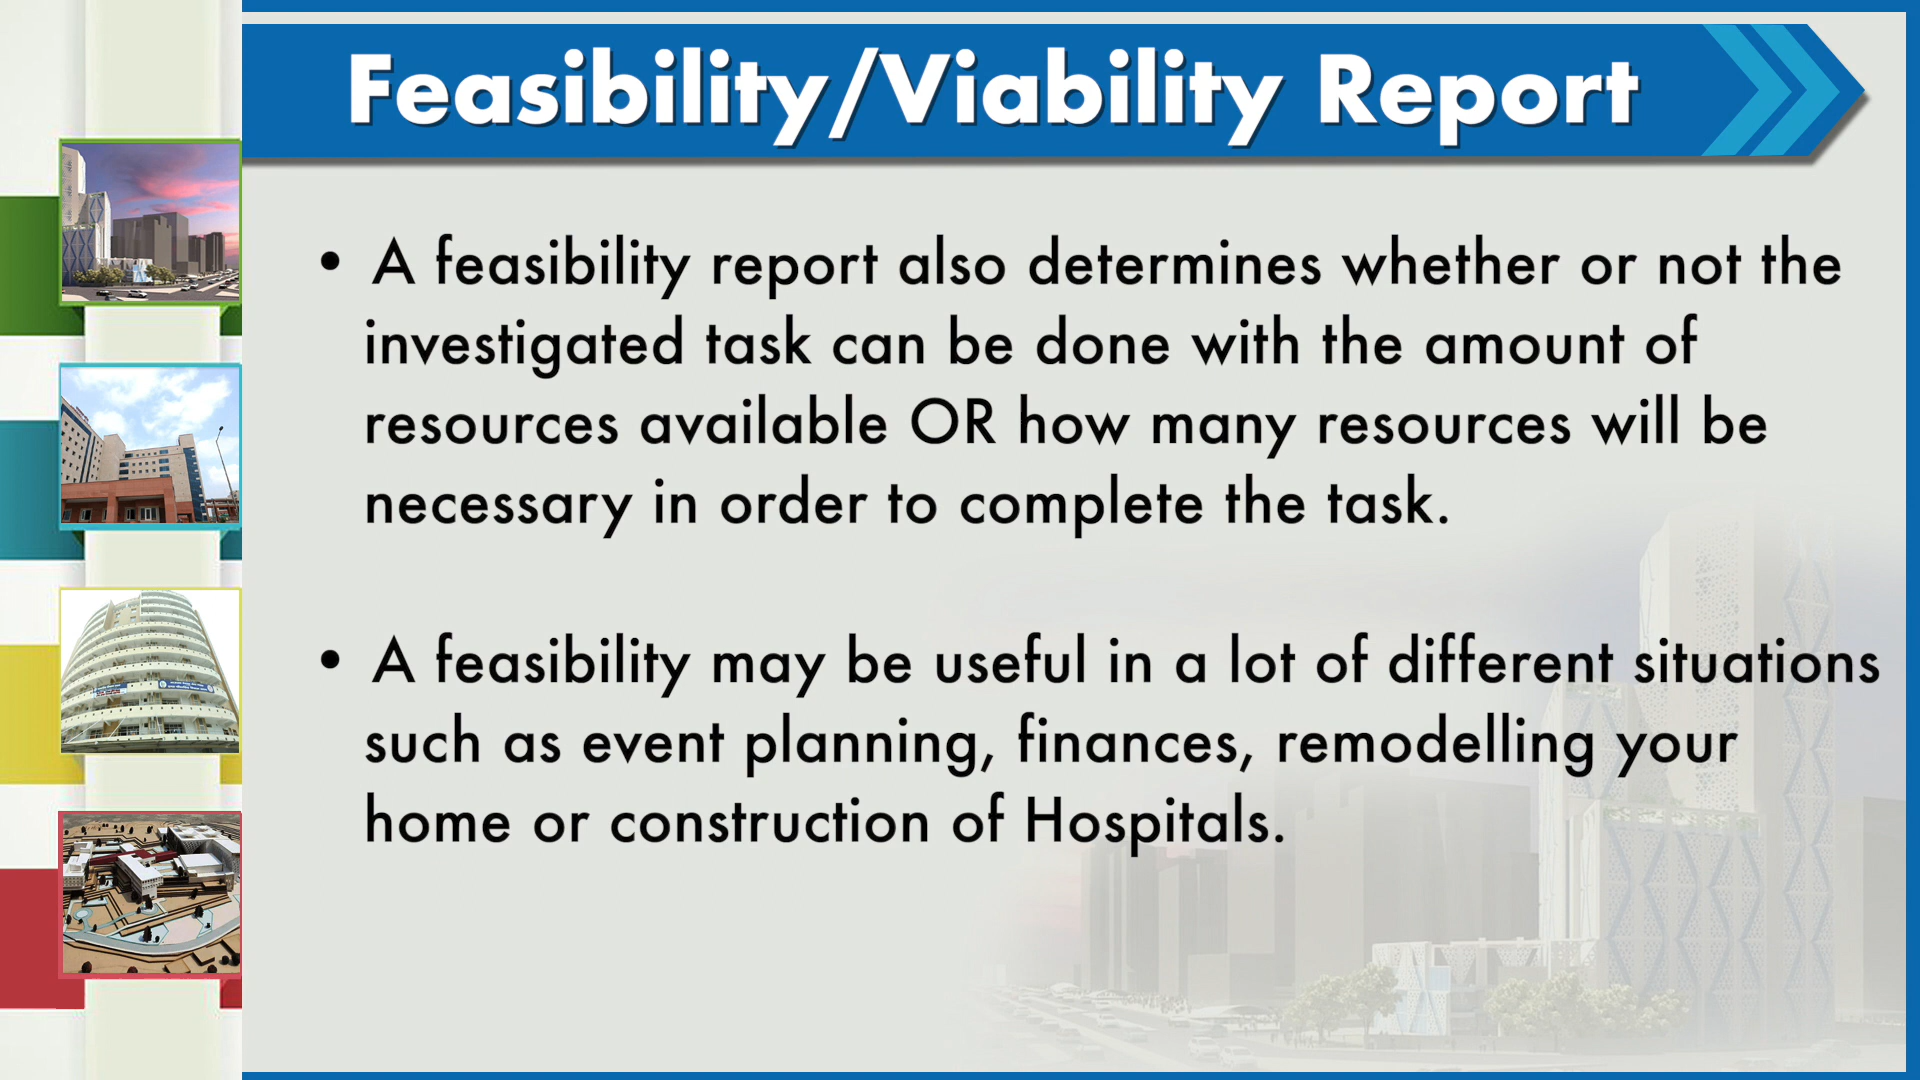 Feasibility/Viability Report
• A feasibility report also determines whether or not the
investigated task can be done with the amount of
resources available OR how many resources will be
necessary in order to complete the task.
• A feasibility may be useful in a lot of different situations
such as event planning, finances, remodelling your
home or construction of Hospitals.